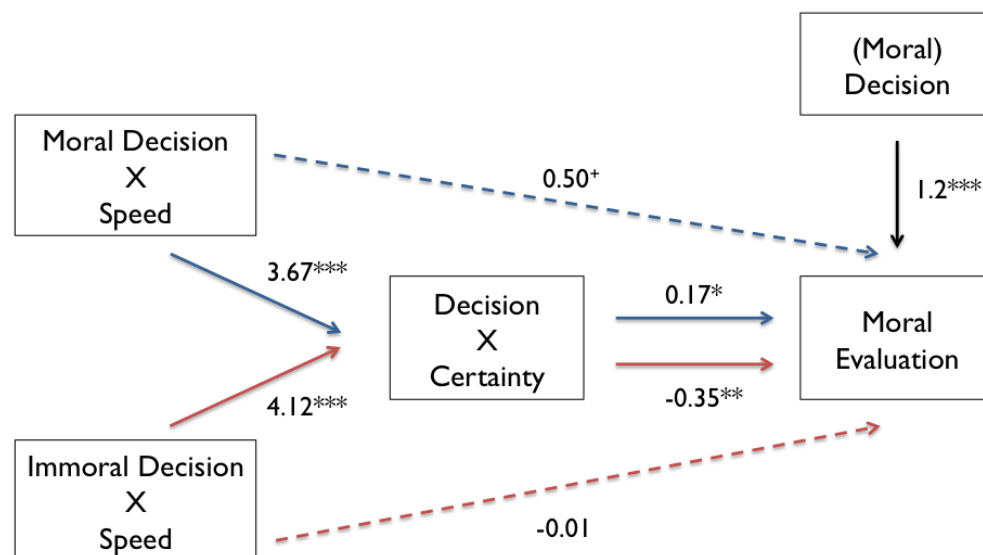 (Moral)
Decision
1.2***
Moral Decision
X
Speed
0.50+
3.67***
Decision
X
Certainty
0.17*
-0.35**
Moral
Evaluation
4.12***
Immoral Decision
X
Speed
-0.01